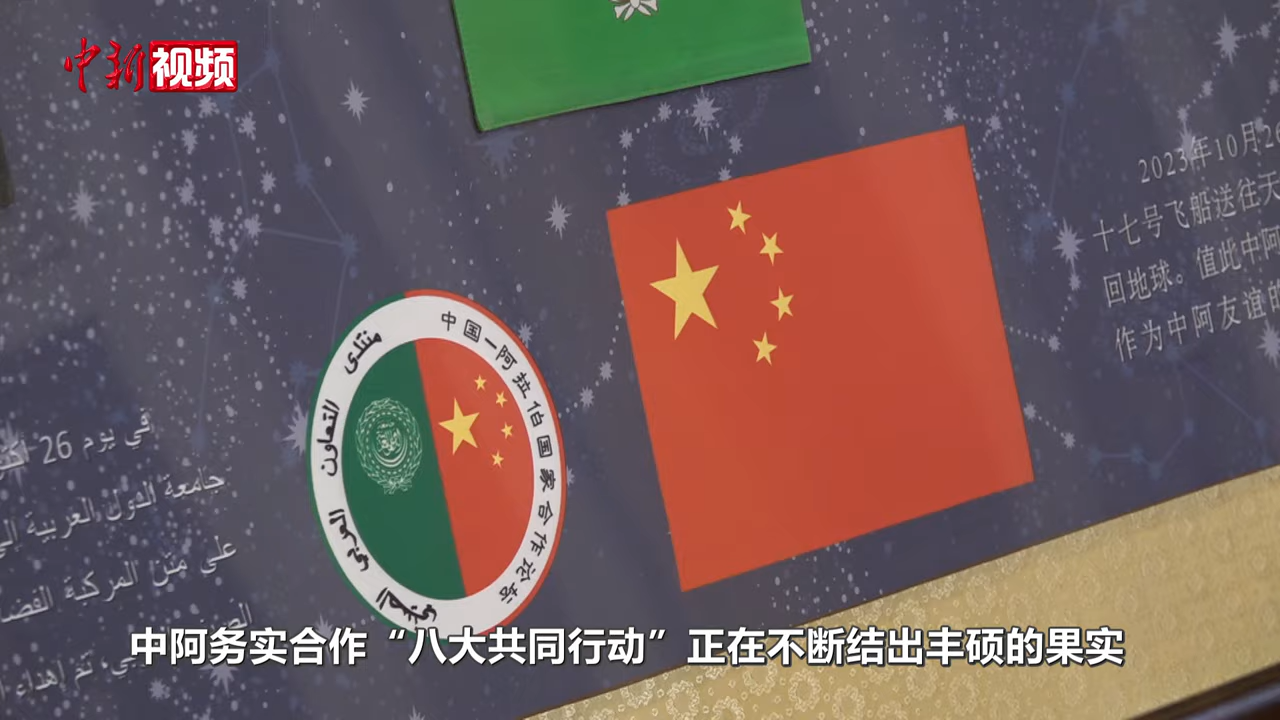 中新视频
2023年10月26
十七号飞船送往天
回地球。值此中阿
作为中阿友谊的
中国—阿拉伯国家合作论坛
منتدى التعاون العربي
في يوم 26 أكت
جامعة الدول العربية إلى
على متن المركبة الفضا
中阿务实合作“八大共同行动”正在不断结出丰硕的果实